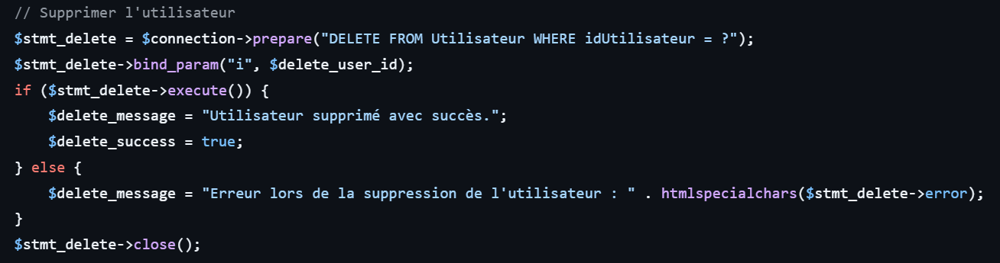 // Supprimer l'utilisateur
$stmt_delete = $connection->prepare("DELETE FROM Utilisateur WHERE idUtilisateur = ?");
$stmt_delete->bind_param("i", $delete_user_id);
if ($stmt_delete->execute()) {
    $delete_message = "Utilisateur supprimé avec succès.";
    $delete_success = true;
} else {
    $delete_message = "Erreur lors de la suppression de l'utilisateur : " . htmlspecialchars($stmt_delete->error);
}
$stmt_delete->close();